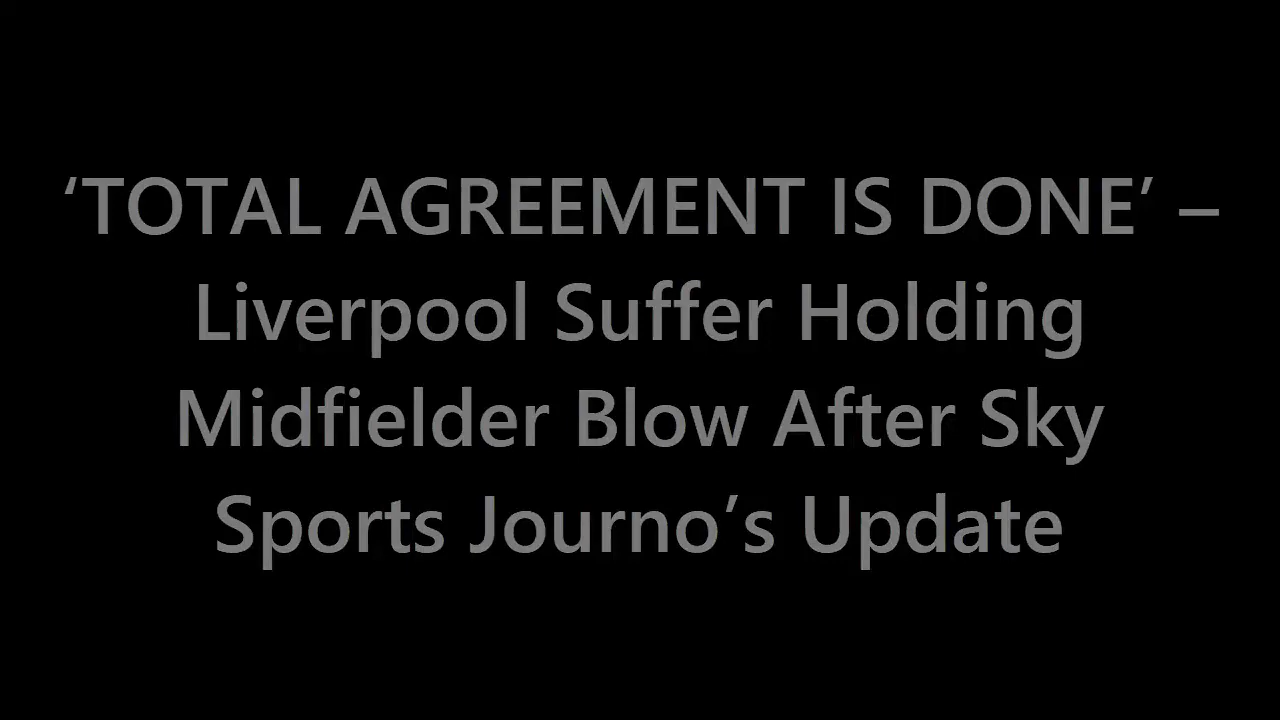 ‘TOTAL AGREEMENT IS DONE’ –
Liverpool Suffer Holding
Midfielder Blow After Sky
Sports Journo’s Update